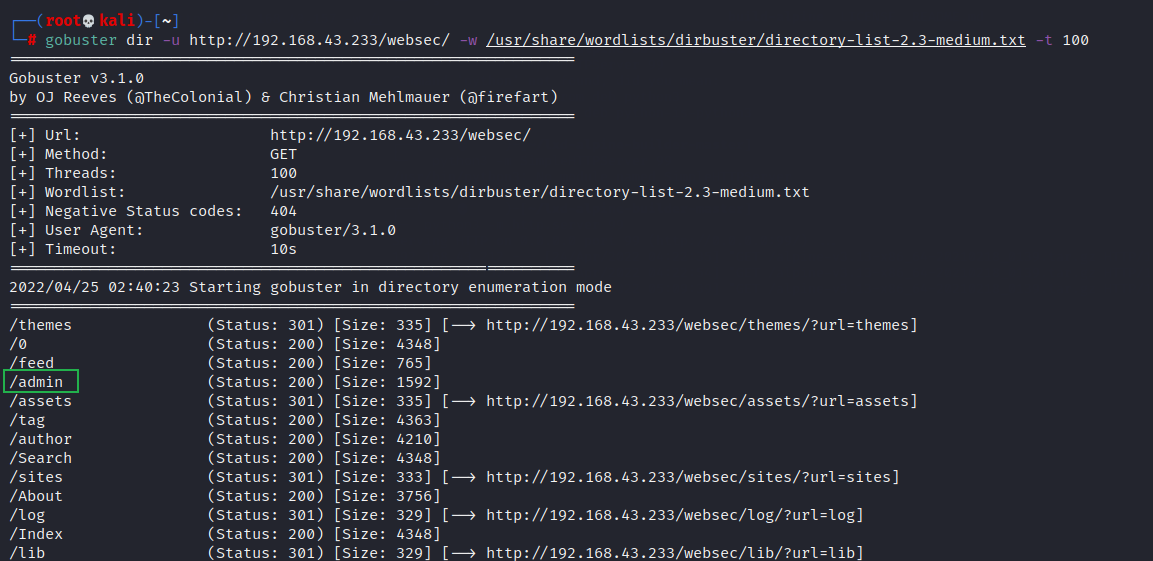 ┌──(root💀kali)-[~]
└─# gobuster dir -u http://192.168.43.233/websec/ -w /usr/share/wordlists/dirbuster/directory-list-2.3-medium.txt -t 100
===============================================================
Gobuster v3.1.0
by OJ Reeves (@TheColonial) & Christian Mehlmauer (@firefart)
===============================================================
[+] Url:                     http://192.168.43.233/websec/
[+] Method:                  GET
[+] Threads:                 100
[+] Wordlist:                /usr/share/wordlists/dirbuster/directory-list-2.3-medium.txt
[+] Negative Status codes:   404
[+] User Agent:              gobuster/3.1.0
[+] Timeout:                 10s
===============================================================
2022/04/25 02:40:23 Starting gobuster in directory enumeration mode
===============================================================
/themes               (Status: 301) [Size: 335] [--> http://192.168.43.233/websec/themes/?url=themes]
/0                    (Status: 200) [Size: 4348]
/feed                 (Status: 200) [Size: 765]
/admin                (Status: 200) [Size: 1592]
/assets               (Status: 301) [Size: 335] [--> http://192.168.43.233/websec/assets/?url=assets]
/tag                  (Status: 200) [Size: 4363]
/author               (Status: 200) [Size: 4210]
/Search               (Status: 200) [Size: 4348]
/sites                (Status: 301) [Size: 333] [--> http://192.168.43.233/websec/sites/?url=sites]
/About                (Status: 200) [Size: 3756]
/log                  (Status: 301) [Size: 329] [--> http://192.168.43.233/websec/log/?url=log]
/Index                (Status: 200) [Size: 4348]
/lib                  (Status: 301) [Size: 329] [--> http://192.168.43.233/websec/lib/?url=lib]